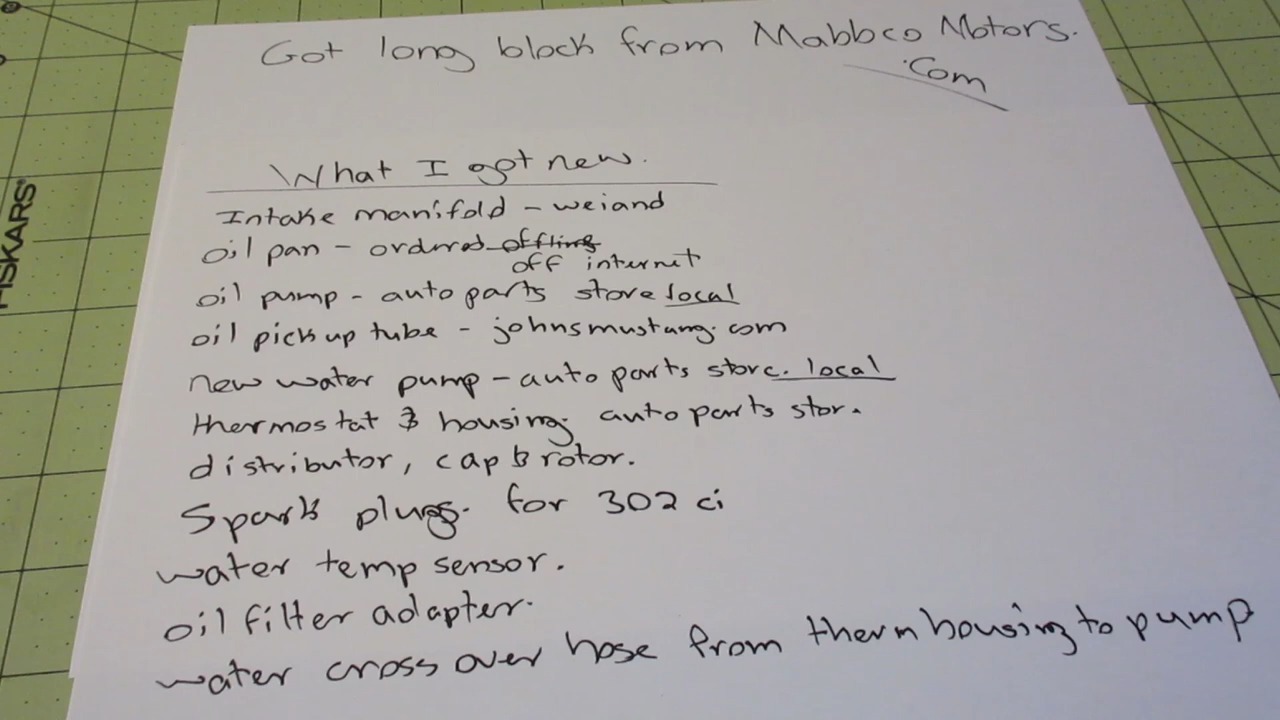 Got long block from Mabbco Motors.
.Com
What I got new.
Intake manifold - weiand
oil pan - ordered offling
off internet
oil pump - auto parts store local
oil pick up tube - johnsmustang.com
new water pump - auto parts store. local
thermostat & housing. auto parts stor.
distributor, cap & rotor.
Spark plugs. for 302 ci
water temp sensor.
oil filter adapter.
water cross over hose from therm housing to pump
FISKARS